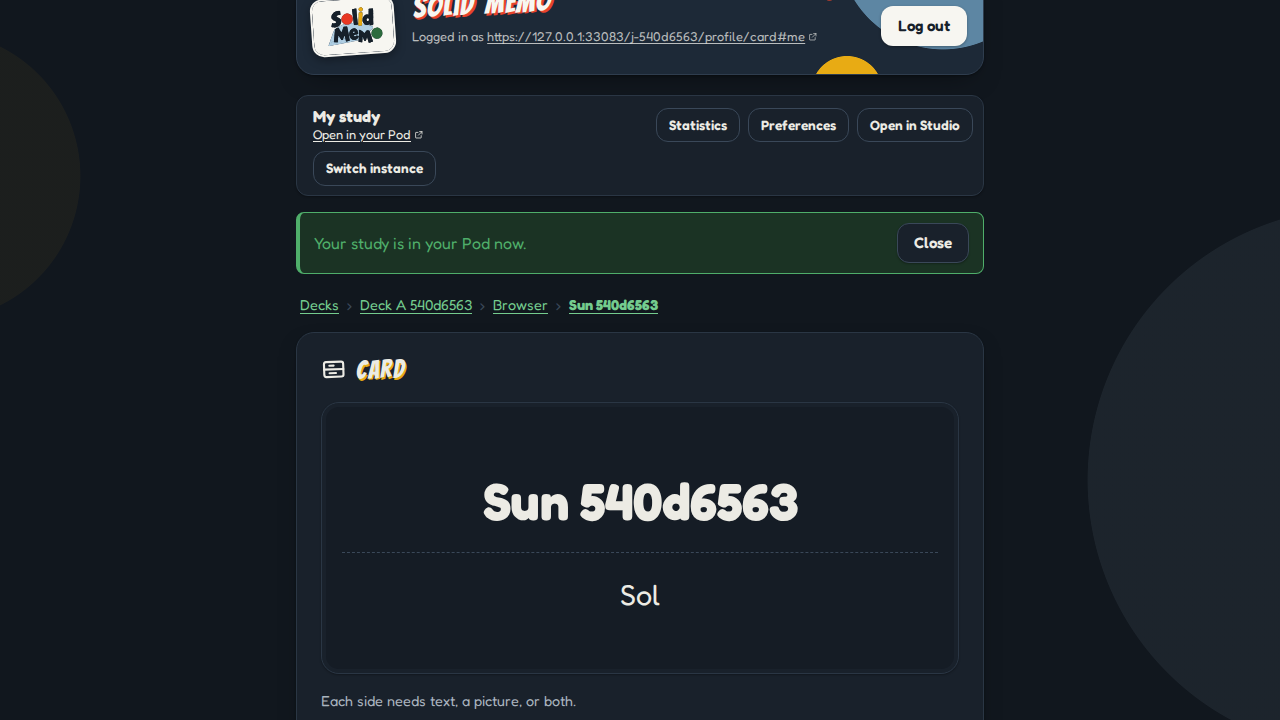 Solid Memo
SOLID MEMO
Logged in as https://127.0.0.1:33083/j-540d6563/profile/card#me
Log out
My study
Open in your Pod
Statistics
Preferences
Open in Studio
Switch instance
Your study is in your Pod now.
Close
Decks › Deck A 540d6563 › Browser › Sun 540d6563
CARD
Sun 540d6563
Sol
Each side needs text, a picture, or both.